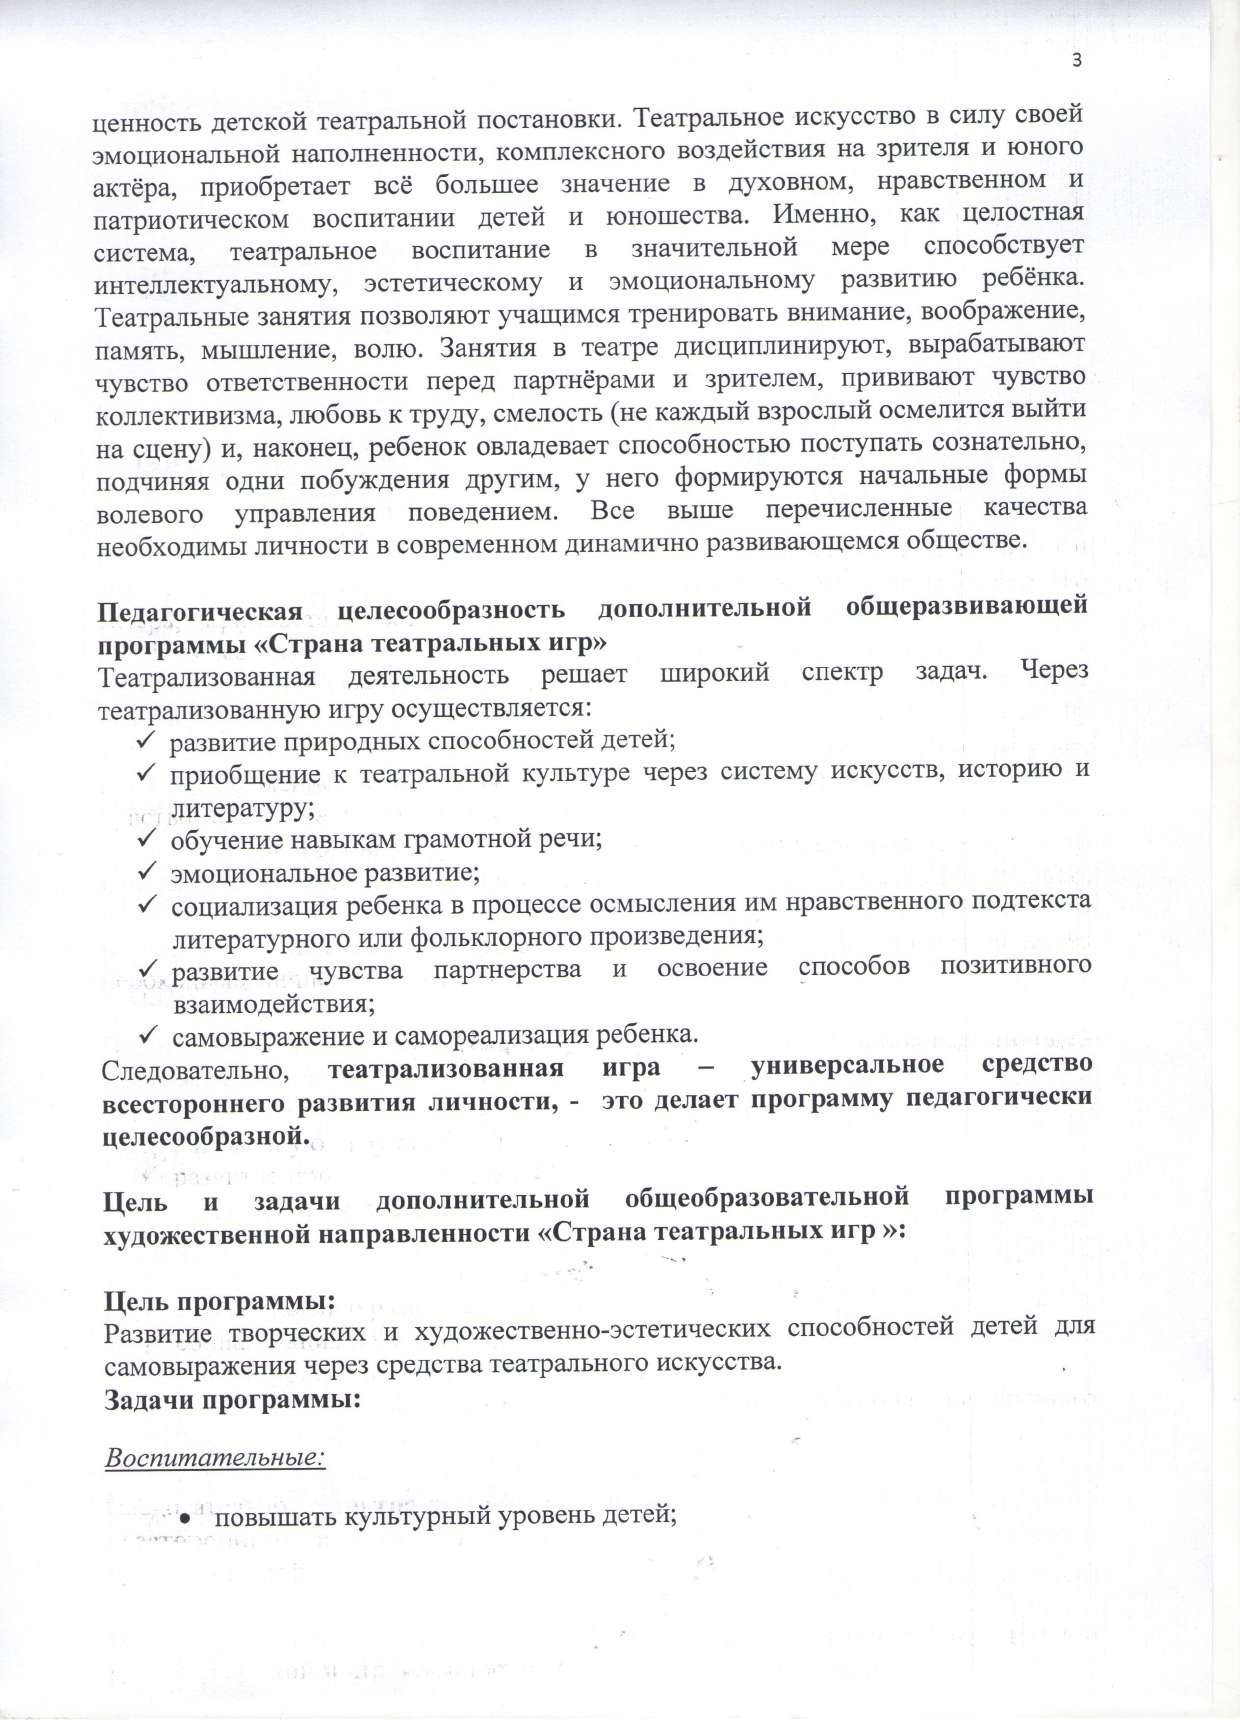 3
ценность детской театральной постановки. Театральное искусство в силу своей
эмоциональной наполненности, комплексного воздействия на зрителя и юного
актёра, приобретает всё большее значение в духовном, нравственном и
патриотическом воспитании детей и юношества. Именно, как целостная
система, театральное воспитание в значительной мере способствует
интеллектуальному, эстетическому и эмоциональному развитию ребёнка.
Театральные занятия позволяют учащимся тренировать внимание, воображение,
память, мышление, волю. Занятия в театре дисциплинируют, вырабатывают
чувство ответственности перед партнёрами и зрителем, прививают чувство
коллективизма, любовь к труду, смелость (не каждый взрослый осмелится выйти
на сцену) и, наконец, ребенок овладевает способностью поступать сознательно,
подчиняя одни побуждения другим, у него формируются начальные формы
волевого управления поведением. Все выше перечисленные качества
необходимы личности в современном динамично развивающемся обществе.
Педагогическая целесообразность дополнительной общеразвивающей
программы «Страна театральных игр»
Театрализованная деятельность решает широкий спектр задач. Через
театрализованную игру осуществляется:
✓ развитие природных способностей детей;
✓ приобщение к театральной культуре через систему искусств, историю и
литературу;
✓ обучение навыкам грамотной речи;
✓ эмоциональное развитие;
✓ социализация ребенка в процессе осмысления им нравственного подтекста
литературного или фольклорного произведения;
✓ развитие чувства партнерства и освоение способов позитивного
взаимодействия;
✓ самовыражение и самореализация ребенка.
Следовательно, театрализованная игра – универсальное средство
всестороннего развития личности, - это делает программу педагогически
целесообразной.
Цель и задачи дополнительной общеобразовательной программы
художественной направленности «Страна театральных игр »:
Цель программы:
Развитие творческих и художественно-эстетических способностей детей для
самовыражения через средства театрального искусства.
Задачи программы:
Воспитательные:
• повышать культурный уровень детей;